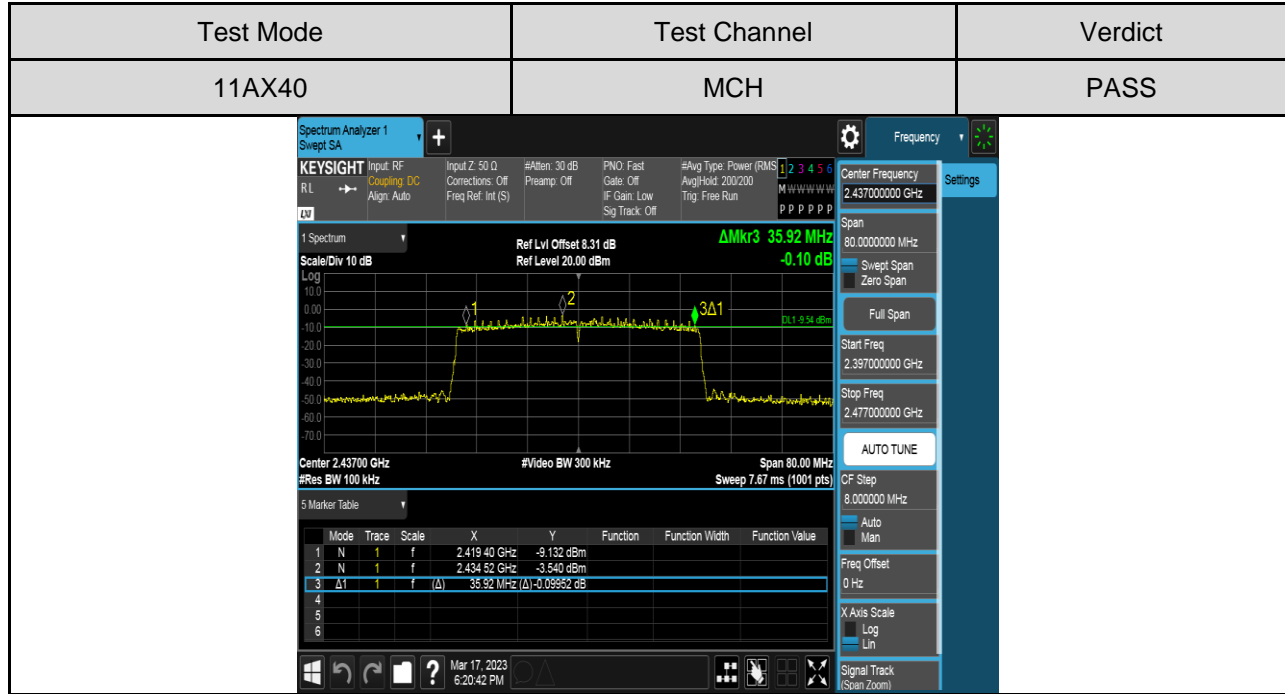 Test Mode Test Channel Verdict
11AX40 MCH PASS
Spectrum Analyzer 1
Swept SA
+
Frequency
KEYSIGHT
RL
LXI
Input: RF
Coupling: DC
Align: Auto
Input Z: 50 Ω
Corrections: Off
Freq Ref: Int (S)
#Atten: 30 dB
Preamp: Off
PNO: Fast
Gate: Off
IF Gain: Low
Sig Track: Off
#Avg Type: Power (RMS
Avg|Hold: 200/200
Trig: Free Run
1 2 3 4 5 6
M W W W W W
P P P P P P
1 Spectrum
Scale/Div 10 dB
Ref Lvl Offset 8.31 dB
Ref Level 20.00 dBm
ΔMkr3 35.92 MHz
-0.10 dB
Log
10.0
0.00
-10.0
-20.0
-30.0
-40.0
-50.0
-60.0
-70.0
1
2
3Δ1
DL1 -9.54 dBm
Center 2.43700 GHz
#Res BW 100 kHz
#Video BW 300 kHz
Span 80.00 MHz
Sweep 7.67 ms (1001 pts)
5 Marker Table
Mode Trace Scale X Y Function Function Width Function Value
1 N 1 f 2.419 40 GHz -9.132 dBm
2 N 1 f 2.434 52 GHz -3.540 dBm
3 Δ1 1 f (Δ) 35.92 MHz (Δ) -0.09952 dB
4
5
6
?
Mar 17, 2023
6:20:42 PM
Center Frequency
2.437000000 GHz
Settings
Span
80.0000000 MHz
Swept Span
Zero Span
Full Span
Start Freq
2.397000000 GHz
Stop Freq
2.477000000 GHz
AUTO TUNE
CF Step
8.000000 MHz
Auto
Man
Freq Offset
0 Hz
X Axis Scale
Log
Lin
Signal Track
(Span Zoom)